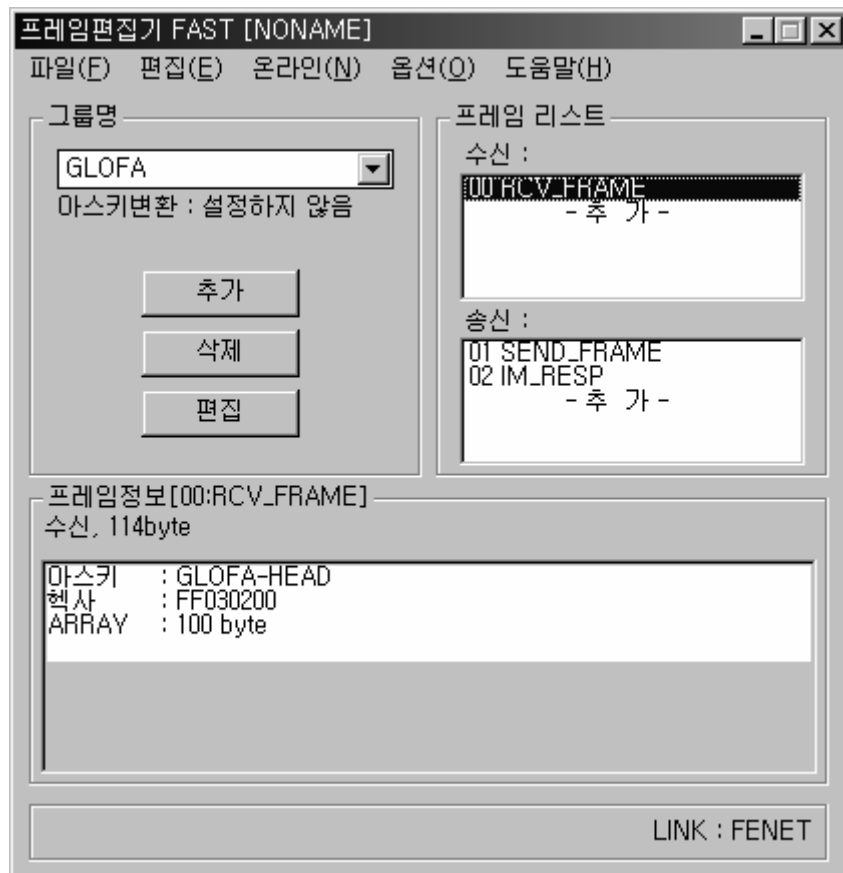 프레임편집기 FAST [NONAME]
파일(F) 편집(E) 온라인(N) 옵션(O) 도움말(H)
그룹명
GLOFA
아스키변환 : 설정하지 않음
추가
삭제
편집
프레임 리스트
수신 :
00 RCV_FRAME
- 추 가 -
송신 :
01 SEND_FRAME
02 IM_RESP
- 추 가 -
프레임정보[00:RCV_FRAME]
수신, 114byte
아스키 : GLOFA-HEAD
헥사 : FF030200
ARRAY : 100 byte
LINK : FENET